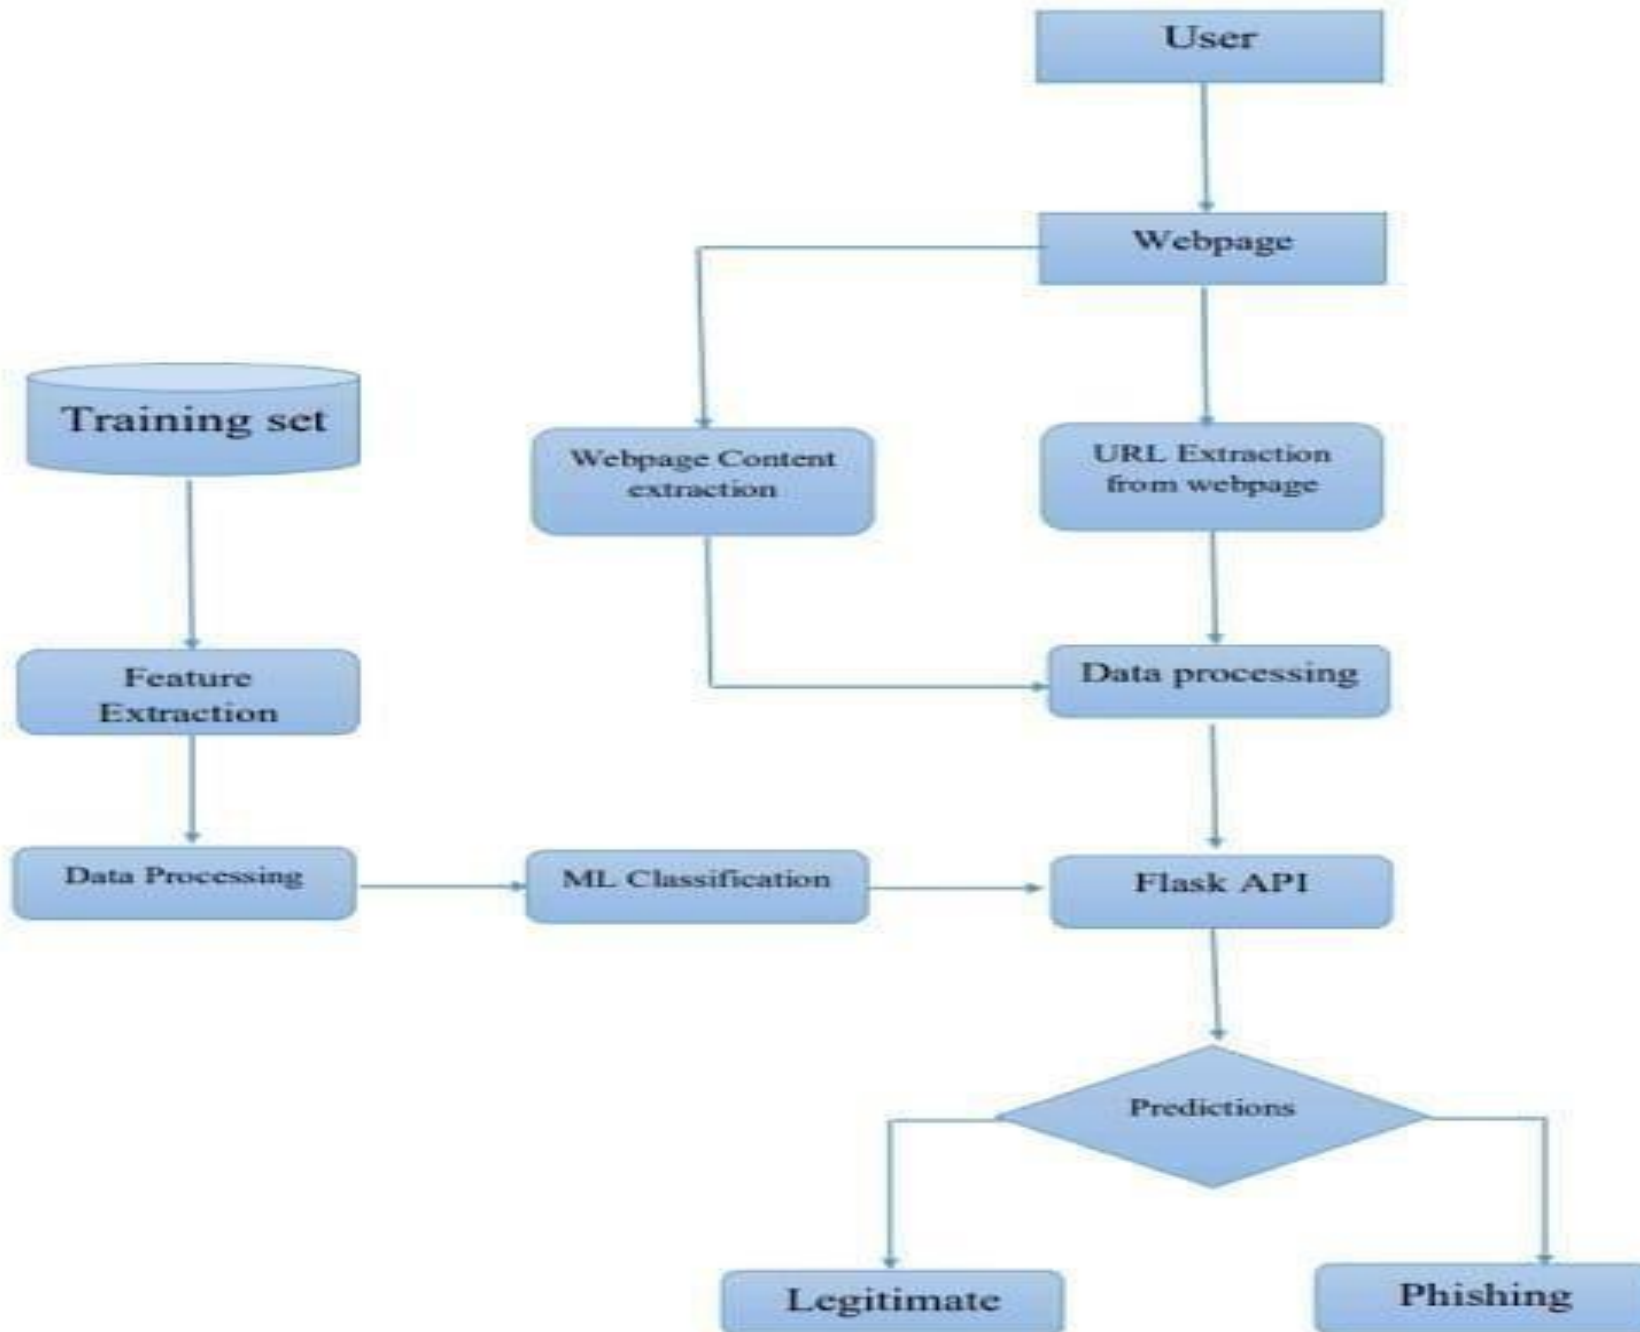 User
Webpage
Training set
Webpage Content
extraction
URL Extraction
from webpage
Feature
Extraction
Data processing
Data Processing
ML Classification
Flask API
Predictions
Legitimate
Phishing